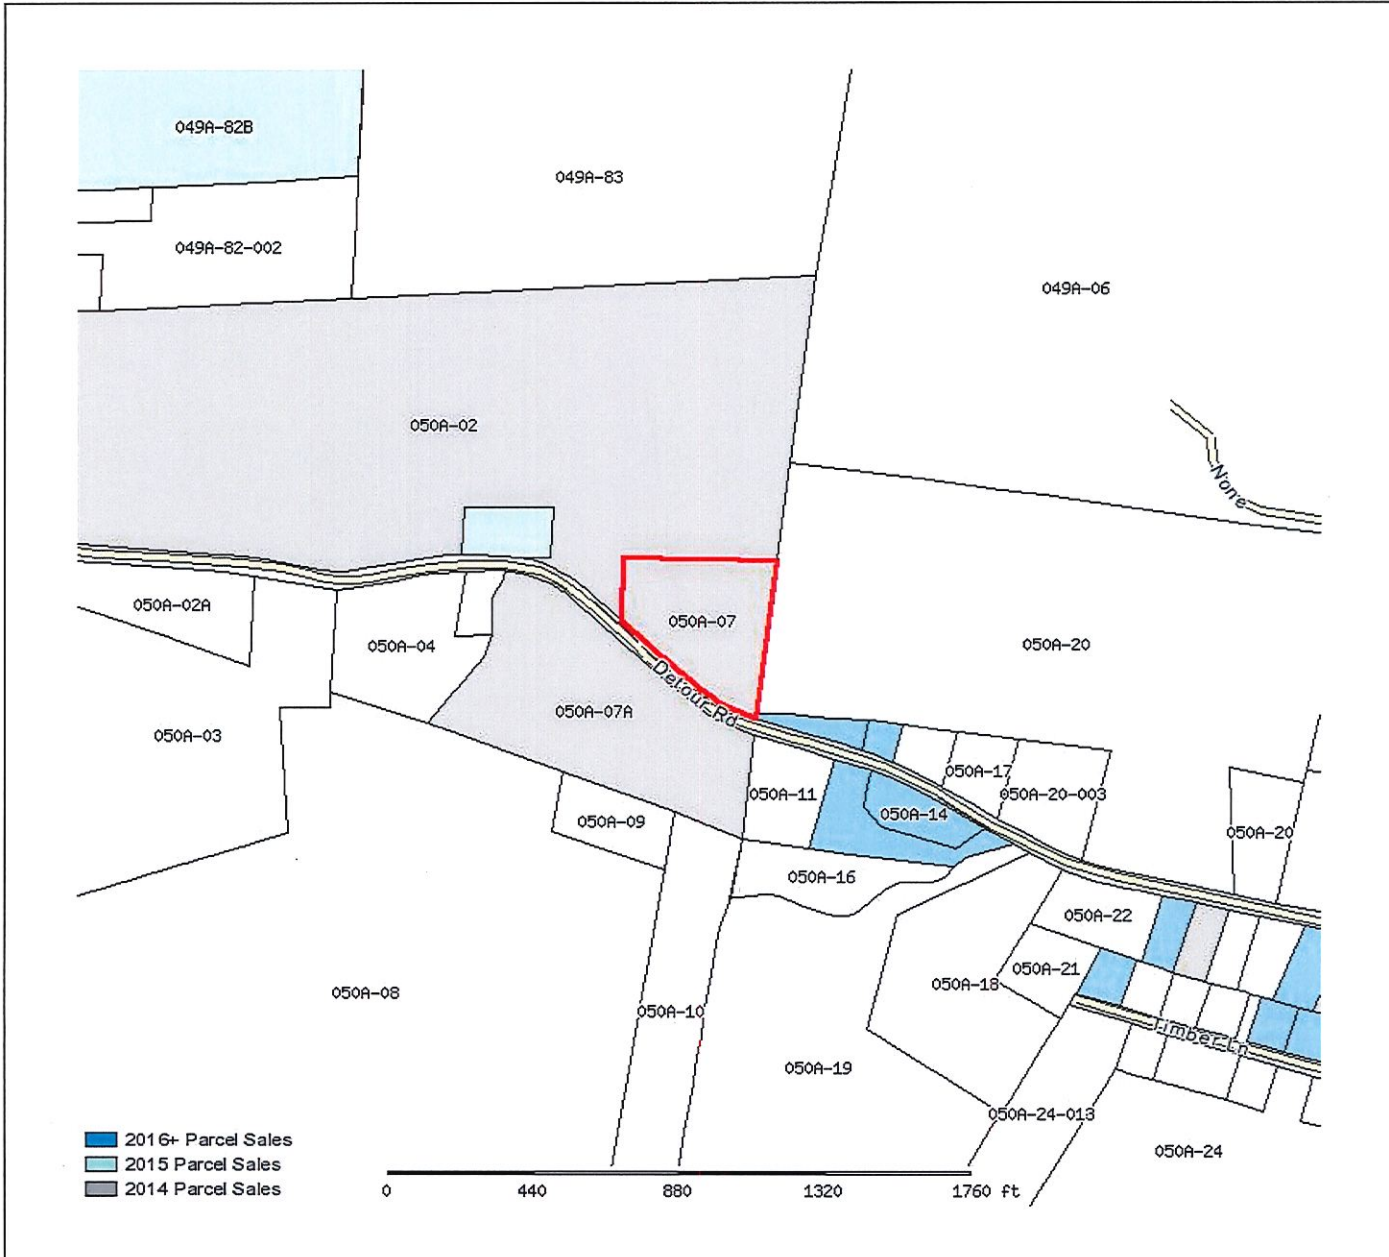 049A-82B
049A-83
049A-82-002
049A-06
050A-02
None
050A-02A
050A-07
050A-04
050A-20
Detour Rd
050A-07A
050A-03
050A-17
050A-11
050A-20-003
050A-14
050A-09
050A-20
050A-16
050A-22
050A-21
050A-18
050A-08
050A-10
Timber Ln
050A-19
050A-24-013
050A-24
2016+ Parcel Sales
2015 Parcel Sales
2014 Parcel Sales
0 440 880 1320 1760 ft